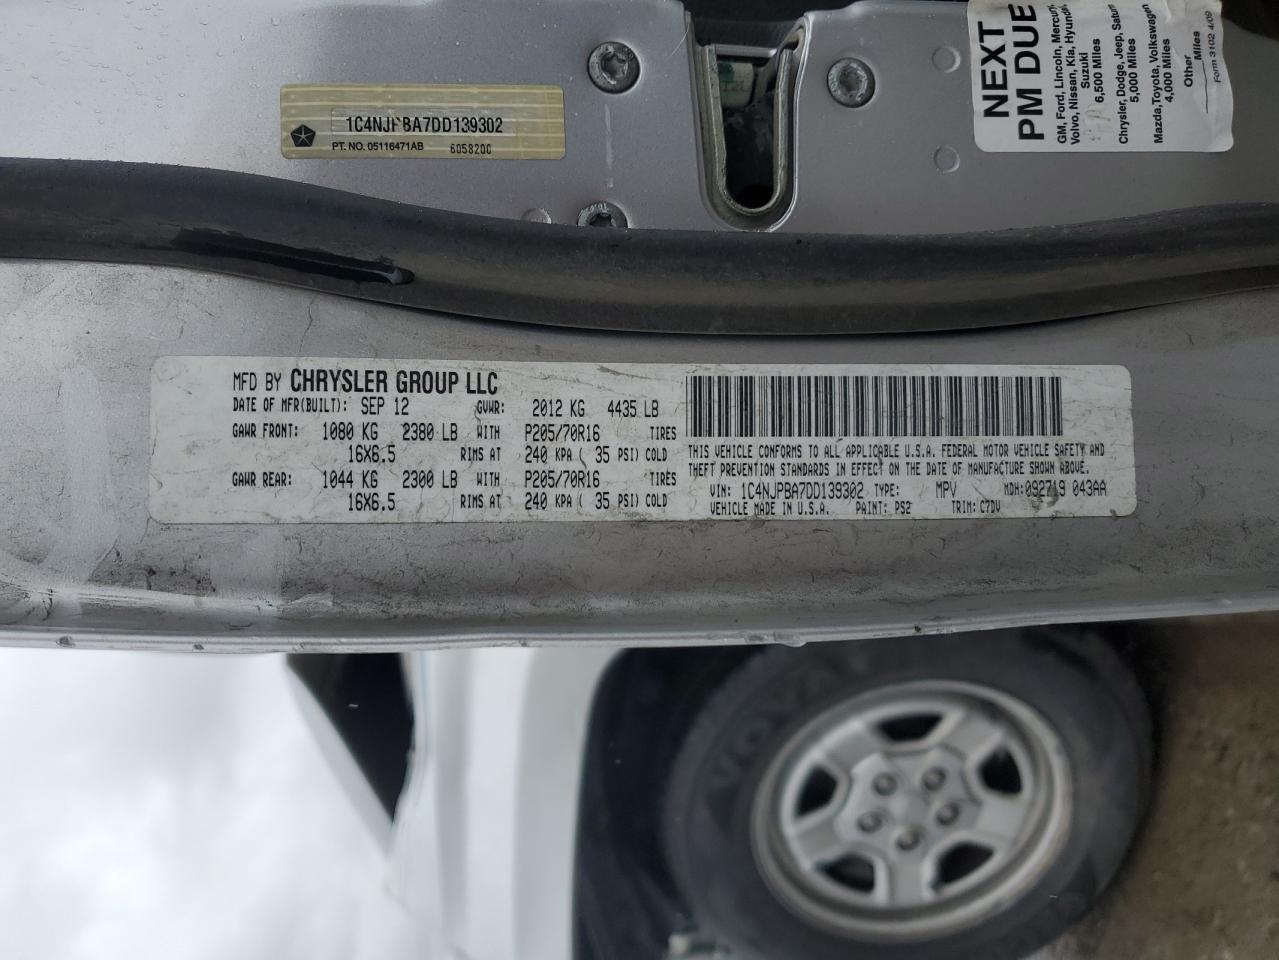 1C4NJPBA7DD139302
PT. NO. 05116471AB 605820C
NEXT
PM DUE
GM, Ford, Lincoln, Mercury
Volvo, Nissan, Kia, Hyundai
Suzuki
6,500 Miles
Chrysler, Dodge, Jeep, Saturn
5,000 Miles
Mazda,Toyota, Volkswagen
4,000 Miles
Other
Miles
Form 3102 4/09
MFD BY CHRYSLER GROUP LLC
DATE OF MFR(BUILT): SEP 12 GVWR: 2012 KG 4435 LB
GAWR FRONT: 1080 KG 2380 LB WITH P205/70R16 TIRES
16X6.5 RIMS AT 240 KPA ( 35 PSI) COLD
GAWR REAR: 1044 KG 2300 LB WITH P205/70R16 TIRES
16X6.5 RIMS AT 240 KPA ( 35 PSI) COLD
THIS VEHICLE CONFORMS TO ALL APPLICABLE U.S.A. FEDERAL MOTOR VEHICLE SAFETY AND
THEFT PREVENTION STANDARDS IN EFFECT ON THE DATE OF MANUFACTURE SHOWN ABOVE.
VIN: 1C4NJPBA7DD139302 TYPE: MPV MDH: 092719 043AA
VEHICLE MADE IN U.S.A. PAINT: PS2 TRIM: C7DV